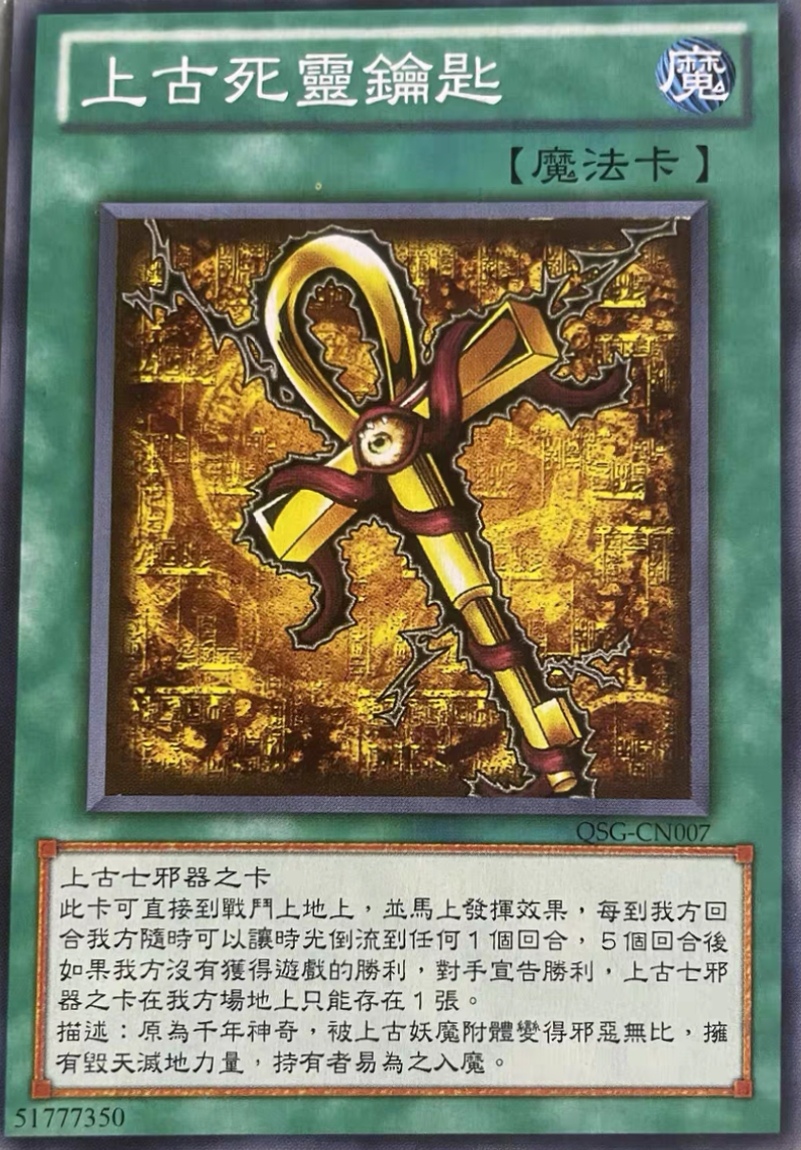 上古死靈鑰匙
魔
【魔法卡】
QSG-CN007
上古七邪器之卡
此卡可直接到戰鬥上地上，並馬上發揮效果，每到我方回
合我方隨時可以讓時光倒流到任何1個回合，5個回合後
如果我方沒有獲得遊戲的勝利，對手宣告勝利，上古七邪
器之卡在我方場地上只能存在1張。
描述：原為千年神奇，被上古妖魔附體變得邪惡無比，擁
有毀天滅地力量，持有者易為之入魔。
51777350